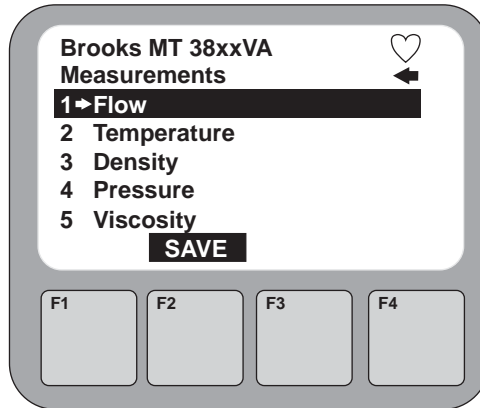 Brooks MT 38xxVA
Measurements
1 Flow
2 Temperature
3 Density
4 Pressure
5 Viscosity
SAVE
F1 F2 F3 F4